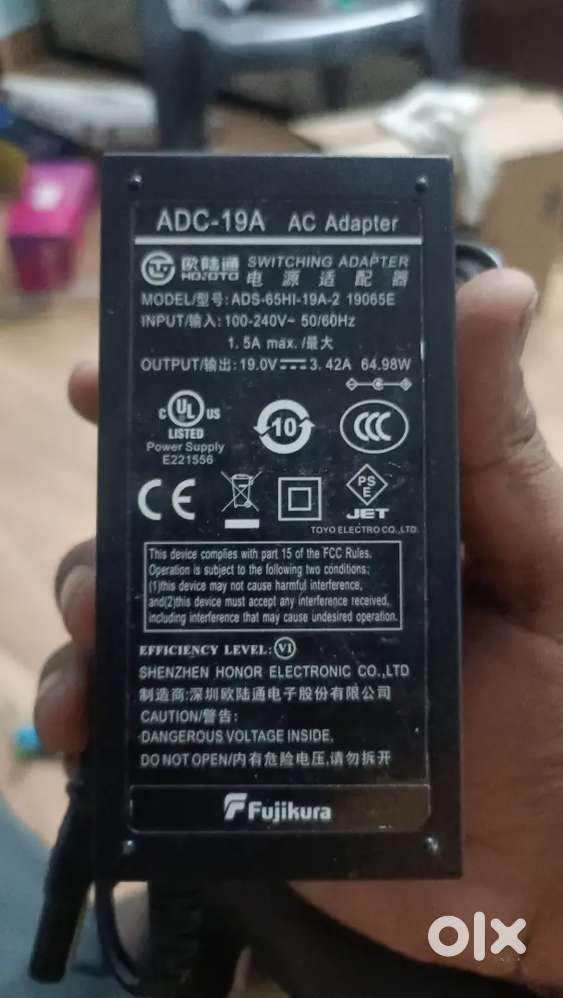 ADC-19A AC Adapter
欧陆通 SWITCHING ADAPTER
HOIOTO 电源适配器
MODEL/型号: ADS-65HI-19A-2 19065E
INPUT/输入: 100-240V~ 50/60Hz
1.5A max. /最大
OUTPUT/输出: 19.0V⎓3.42A 64.98W
c UL us
LISTED
Power Supply
E221556
10
CCC
CE
PS
E
JET
TOYO ELECTRO CO.,LTD.
This device complies with part 15 of the FCC Rules.
Operation is subject to the following two conditions:
(1)this device may not cause harmful interference,
and(2)this device must accept any interference received,
including interference that may cause undesired operation.
EFFICIENCY LEVEL: VI
SHENZHEN HONOR ELECTRONIC CO.,LTD
制造商:深圳欧陆通电子股份有限公司
CAUTION/警告:
DANGEROUS VOLTAGE INSIDE,
DO NOT OPEN/内有危险电压,请勿拆开
Fujikura
olx
INDIA